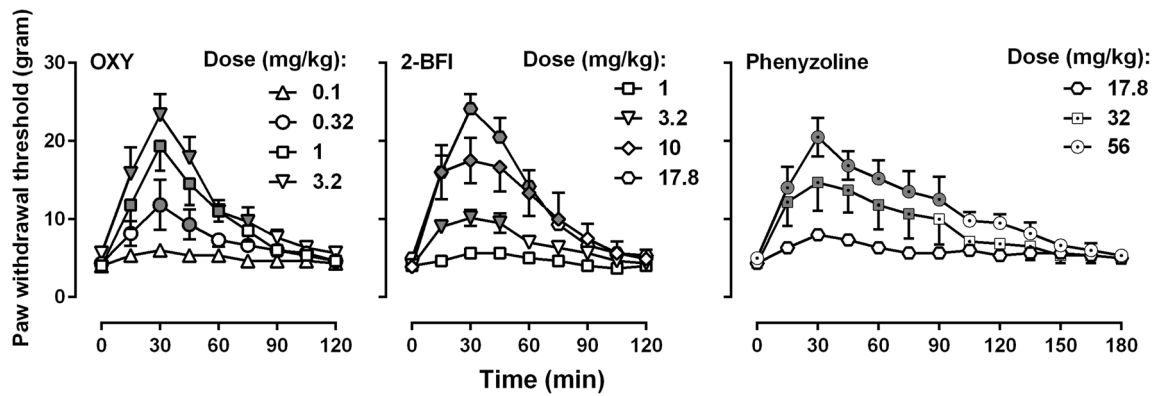 Paw withdrawal threshold (gram)
30
20
10
0
OXY
Dose (mg/kg):
0.1
0.32
1
3.2
0 30 60 90 120
2-BFI
Dose (mg/kg):
1
3.2
10
17.8
0 30 60 90 120
Phenyzoline
Dose (mg/kg):
17.8
32
56
0 30 60 90 120 150 180
Time (min)